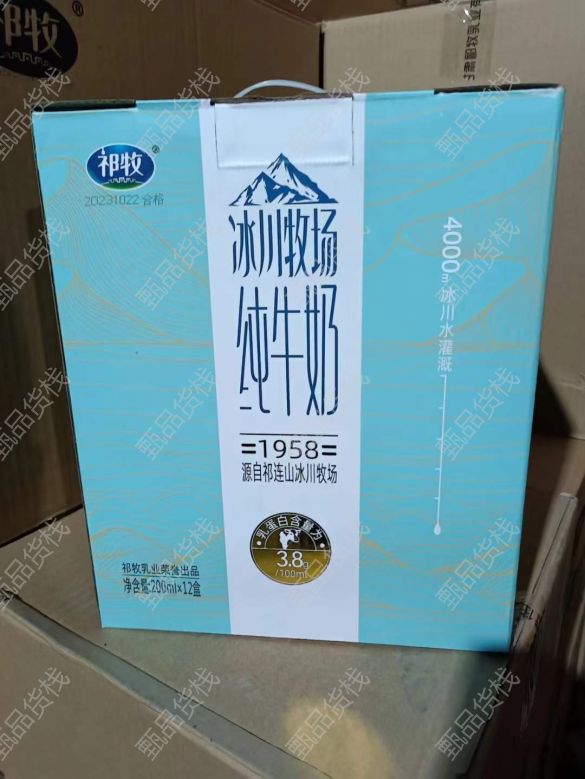 祁牧®
祁牧®
20231022 合格
冰川牧场
纯牛奶
=1958=
源自祁连山冰川牧场
4000m冰川水灌溉
·乳蛋白含量为·
3.8g
/100mL
祁牧乳业荣誉出品
净含量:200ml×12盒
甄品货栈